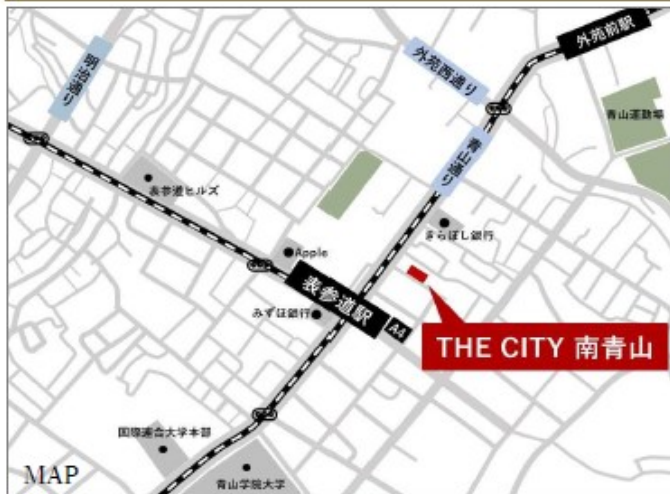 外苑前駅
外苑西通り
明治通り
青山運動場
青山通り
表参道ヒルズ
きらぼし銀行
Apple
表参道駅
みずほ銀行
A4
THE CITY 南青山
国際連合大学本部
青山学院大学
MAP